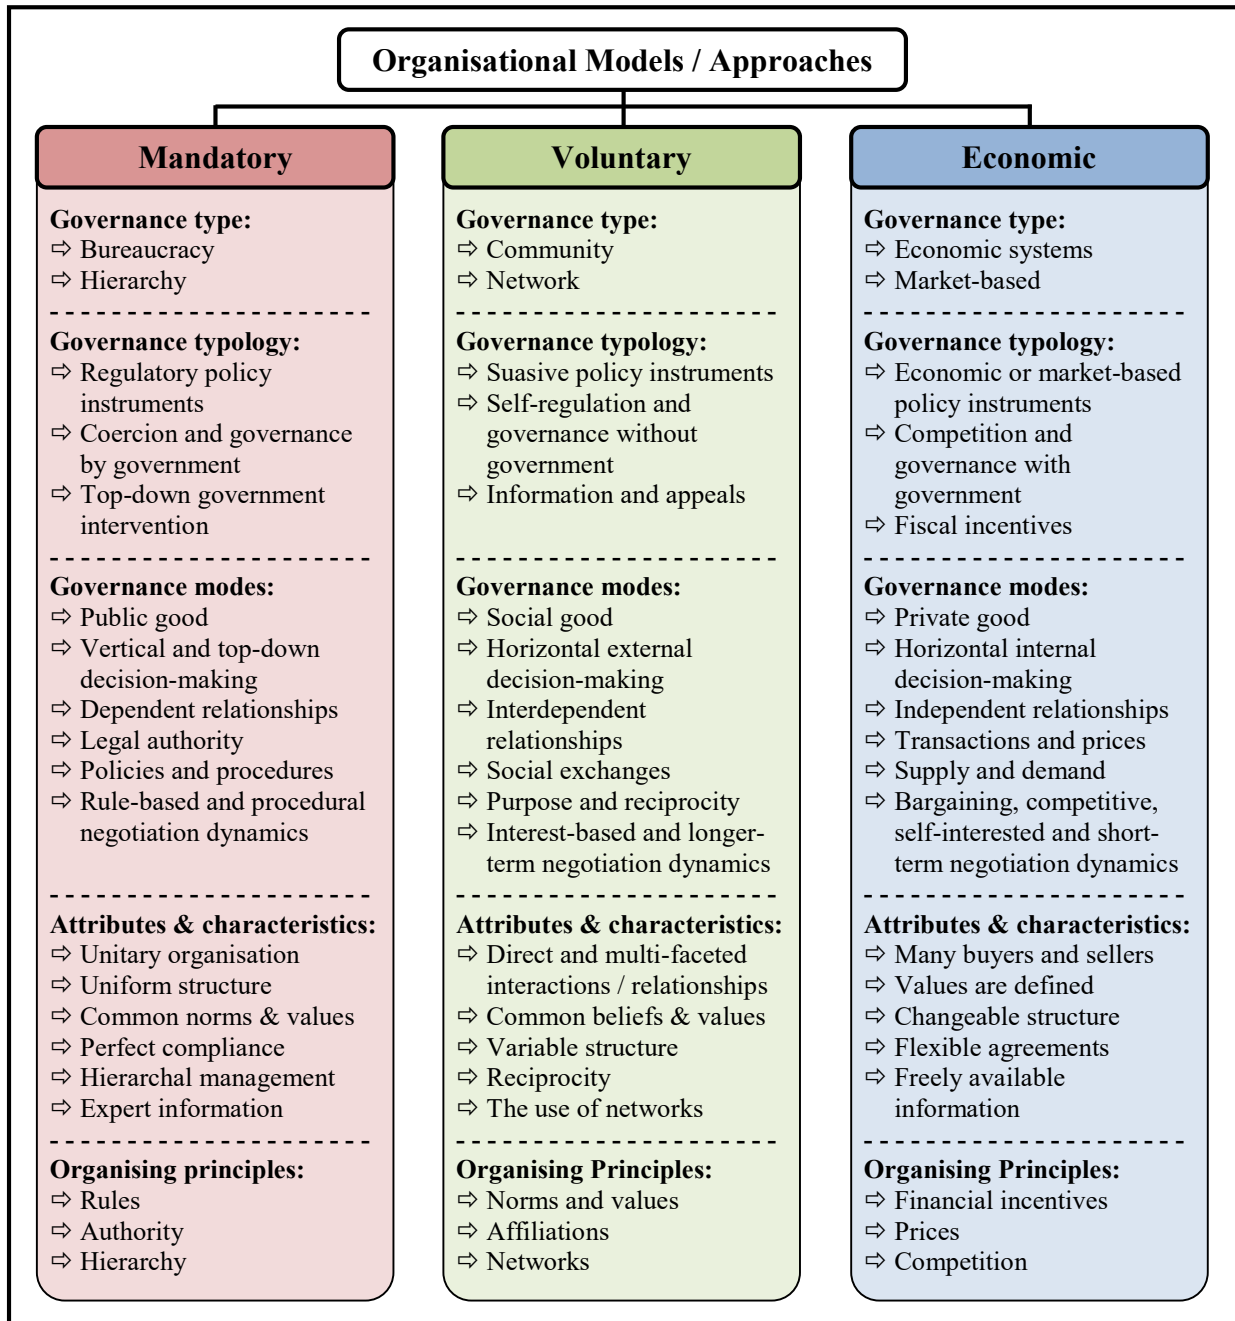 Organisational Models / Approaches
Mandatory
Governance type:
⇨ Bureaucracy
⇨ Hierarchy
Governance typology:
⇨ Regulatory policy
instruments
⇨ Coercion and governance
by government
⇨ Top-down government
intervention
Governance modes:
⇨ Public good
⇨ Vertical and top-down
decision-making
⇨ Dependent relationships
⇨ Legal authority
⇨ Policies and procedures
⇨ Rule-based and procedural
negotiation dynamics
Attributes & characteristics:
⇨ Unitary organisation
⇨ Uniform structure
⇨ Common norms & values
⇨ Perfect compliance
⇨ Hierarchal management
⇨ Expert information
Organising principles:
⇨ Rules
⇨ Authority
⇨ Hierarchy
Voluntary
Governance type:
⇨ Community
⇨ Network
Governance typology:
⇨ Suasive policy instruments
⇨ Self-regulation and
governance without
government
⇨ Information and appeals
Governance modes:
⇨ Social good
⇨ Horizontal external
decision-making
⇨ Interdependent
relationships
⇨ Social exchanges
⇨ Purpose and reciprocity
⇨ Interest-based and longer-
term negotiation dynamics
Attributes & characteristics:
⇨ Direct and multi-faceted
interactions / relationships
⇨ Common beliefs & values
⇨ Variable structure
⇨ Reciprocity
⇨ The use of networks
Organising Principles:
⇨ Norms and values
⇨ Affiliations
⇨ Networks
Economic
Governance type:
⇨ Economic systems
⇨ Market-based
Governance typology:
⇨ Economic or market-based
policy instruments
⇨ Competition and
governance with
government
⇨ Fiscal incentives
Governance modes:
⇨ Private good
⇨ Horizontal internal
decision-making
⇨ Independent relationships
⇨ Transactions and prices
⇨ Supply and demand
⇨ Bargaining, competitive,
self-interested and short-
term negotiation dynamics
Attributes & characteristics:
⇨ Many buyers and sellers
⇨ Values are defined
⇨ Changeable structure
⇨ Flexible agreements
⇨ Freely available
information
Organising Principles:
⇨ Financial incentives
⇨ Prices
⇨ Competition